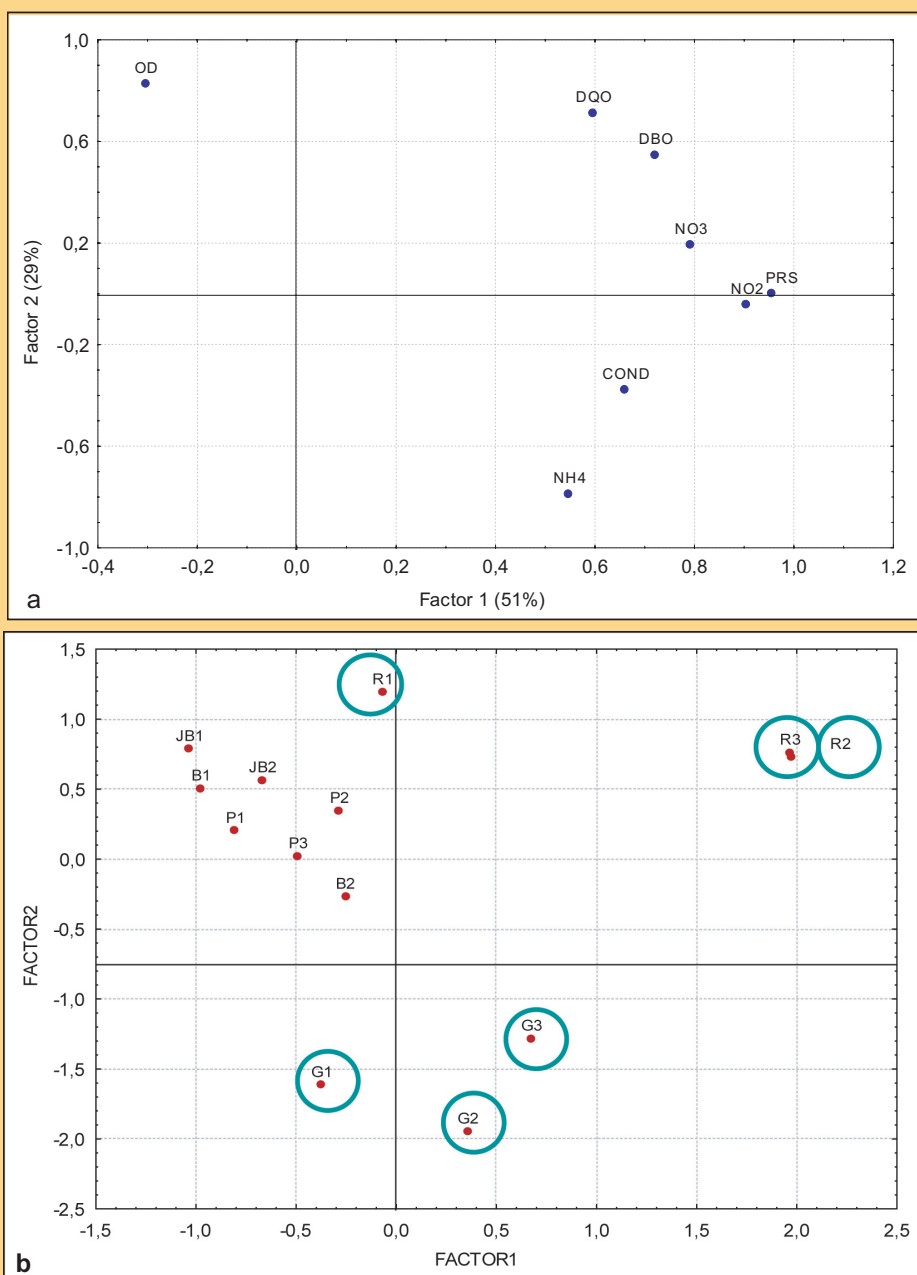 1,0
OD
DQO
0,6
DBO
NO3
0,2
PRS
NO2
Factor 2 (29%)
-0,2
COND
-0,6
NH4
-1,0
-0,4 -0,2 0,0 0,2 0,4 0,6 0,8 1,0 1,2
a
Factor 1 (51%)
1,5
R1
1,0
JB1
R3 R2
B1 JB2
0,5
P2
P1
P3
0,0
B2
-0,5
FACTOR2
-1,0
G3
-1,5
G1
G2
-2,0
-2,5
-1,5 -1,0 -0,5 0,0 0,5 1,0 1,5 2,0 2,5
b
FACTOR1